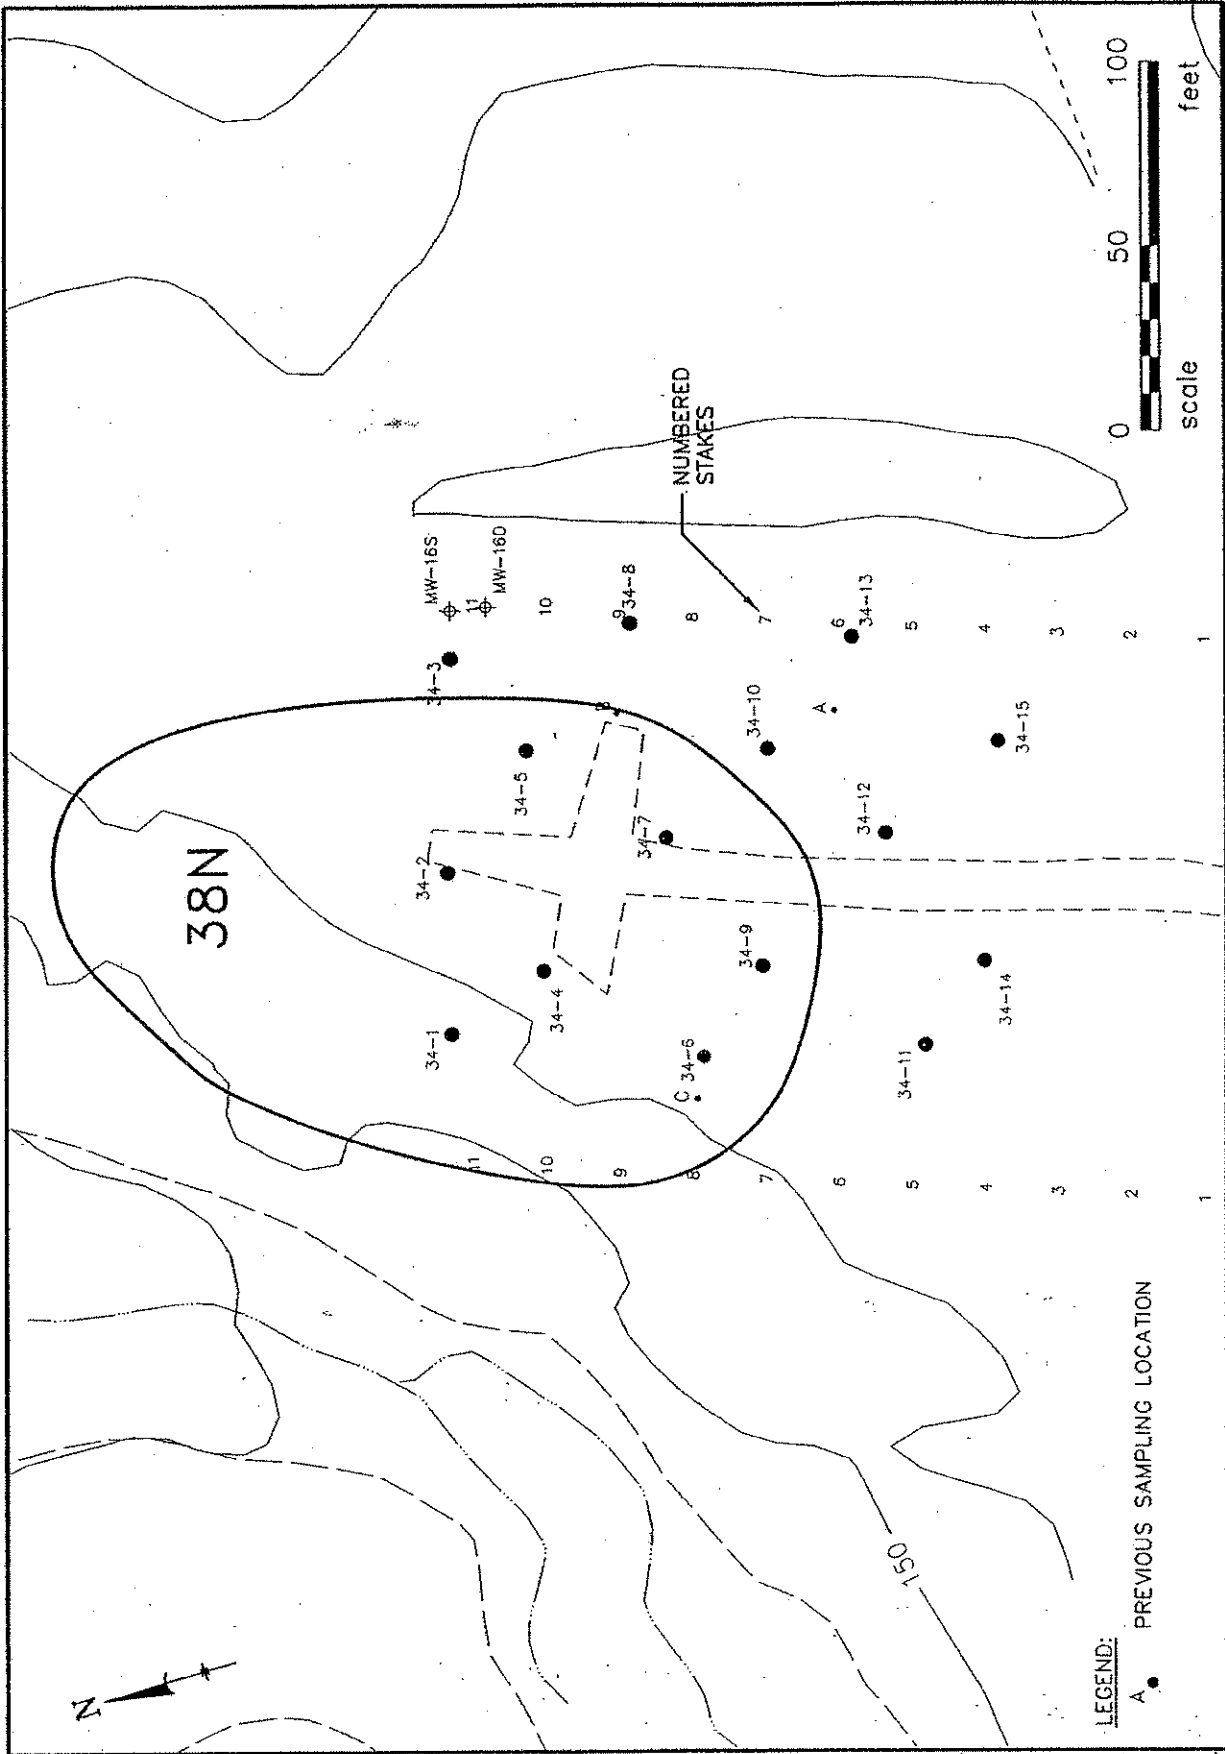 N
38N
34-1
34-2
34-3
MW-16S
11
MW-16D
34-4
34-5
11
10
9
8
7
6
5
4
3
2
1
10
9
34-8
8
7
6
34-13
5
4
3
2
1
NUMBERED
STAKES
B
34-7
C
34-6
34-9
34-10
A
34-12
34-11
34-14
34-15
150
LEGEND:
A
PREVIOUS SAMPLING LOCATION
0
50
100
scale
feet